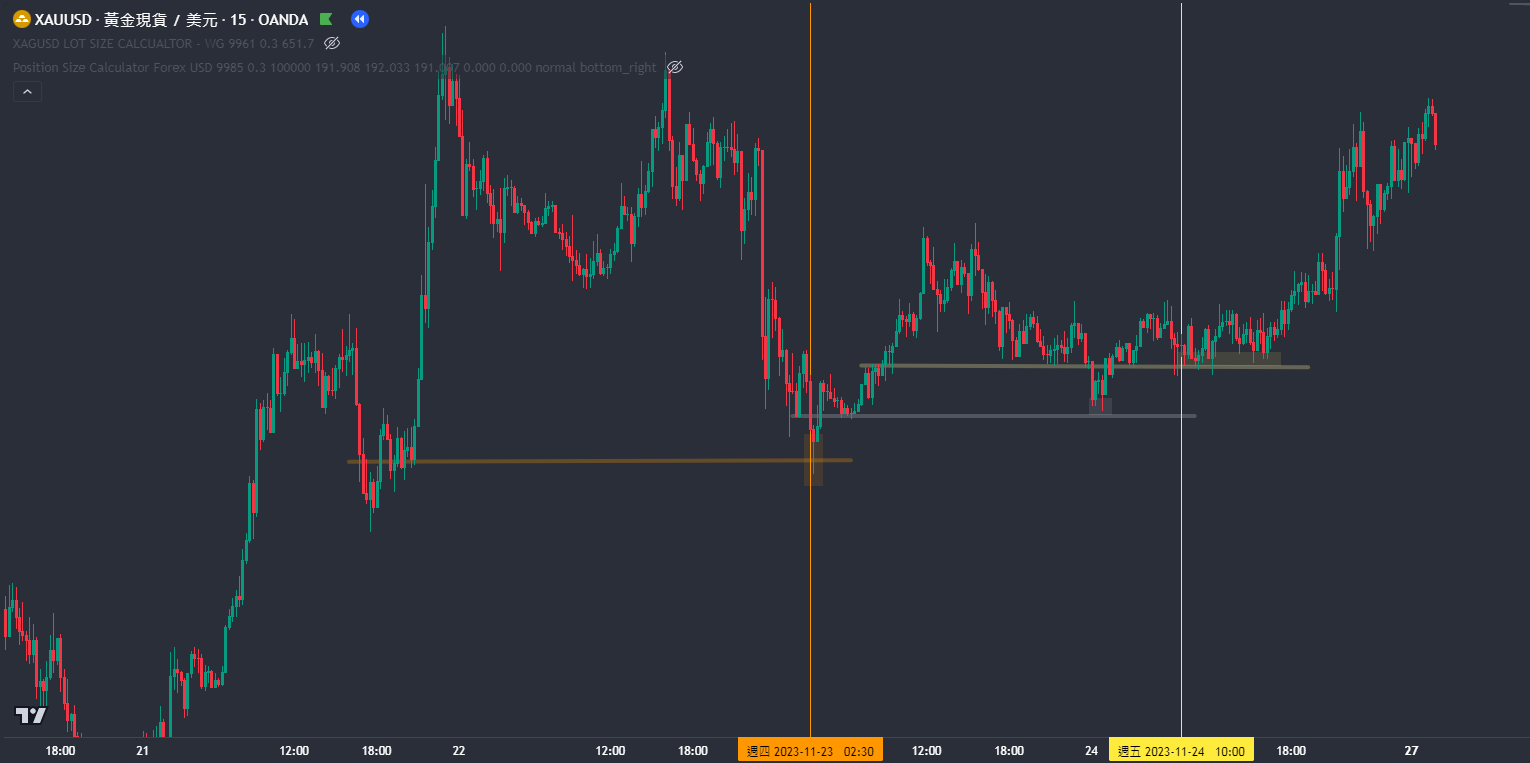 XAUUSD · 黃金現貨 / 美元 · 15 · OANDA
XAGUSD LOT SIZE CALCUALTOR - WG 9961 0.3 651.7
Position Size Calculator Forex USD 9985 0.3 100000 191.908 192.033 0.000 0.000 normal bottom_right
18:00 21 12:00 18:00 22 12:00 18:00 週四 2023-11-23 02:30 12:00 18:00 24 週五 2023-11-24 10:00 18:00 27